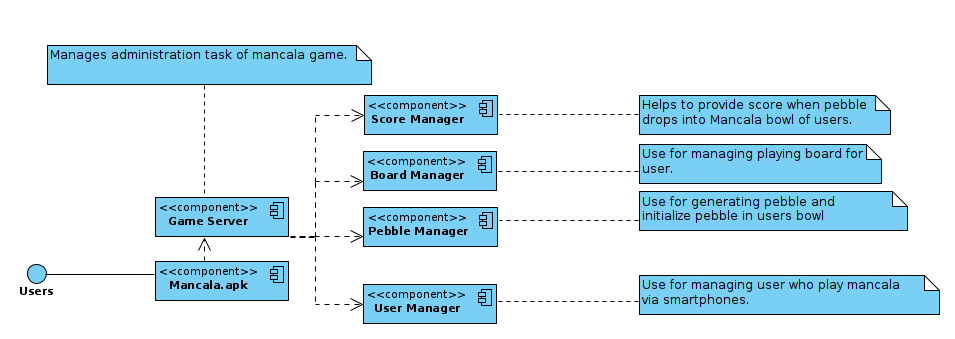 Manages administration task of mancala game.
<<component>>
Score Manager
Helps to provide score when pebble
drops into Mancala bowl of users.
<<component>>
Board Manager
Use for managing playing board for
user.
<<component>>
Game Server
<<component>>
Pebble Manager
Use for generating pebble and
initialize pebble in users bowl
Users
<<component>>
Mancala.apk
<<component>>
User Manager
Use for managing user who play mancala
via smartphones.